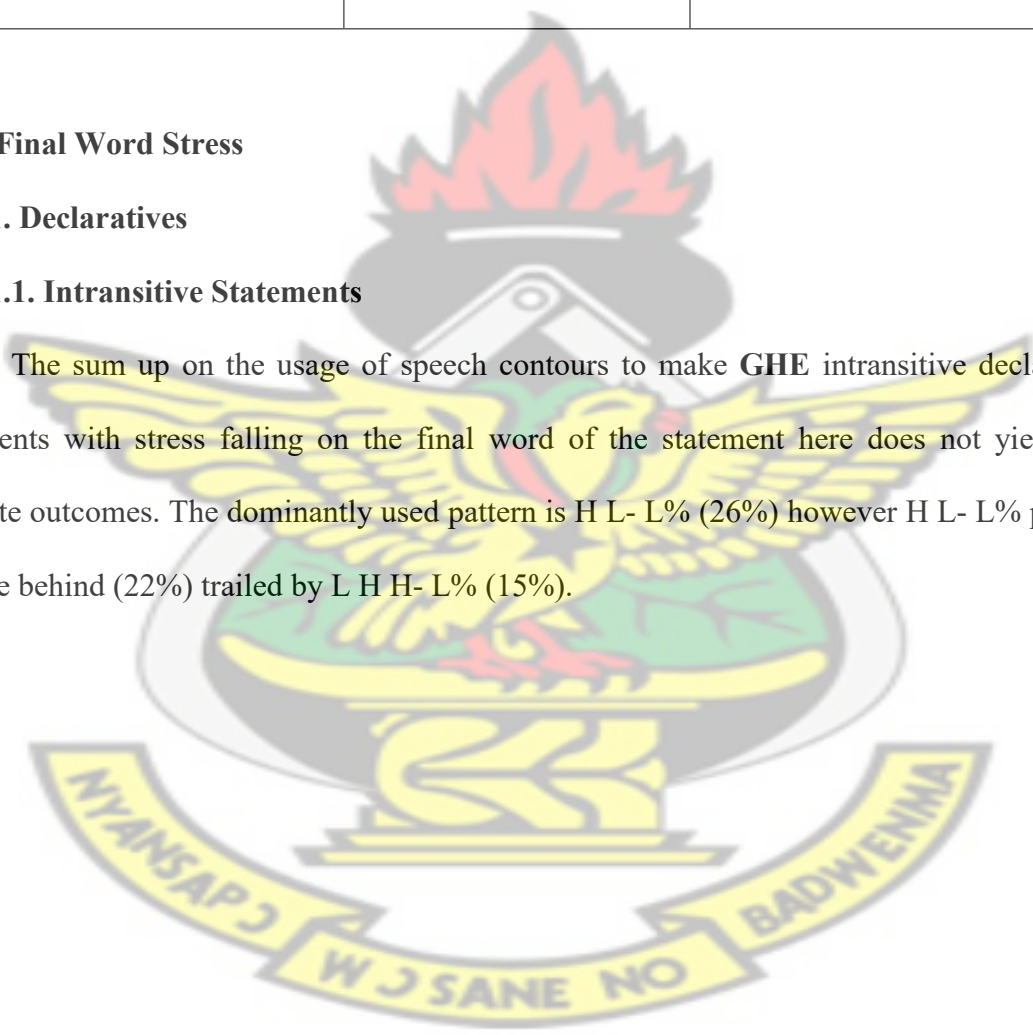 Final Word Stress
. Declaratives
.1. Intransitive Statements
The sum up on the usage of speech contours to make GHE intransitive decla
ents with stress falling on the final word of the statement here does not yie
te outcomes. The dominantly used pattern is H L- L% (26%) however H L- L% p
e behind (22%) trailed by L H H- L% (15%).
NYANSAPƆ
WƆSANE NO
BADWENMA